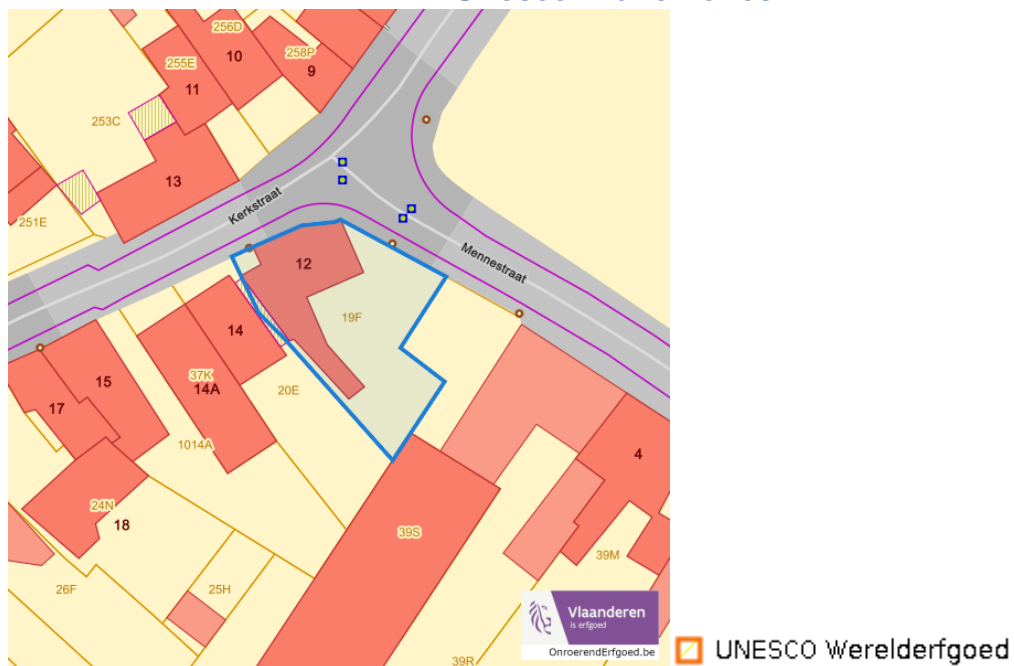 256D
10
258P
9
255E
11
253C
13
251E
Kerkstraat
Mennestraat
12
19F
14
37K
14A
20E
15
17
1014A
4
24N
18
39S
39M
26F
25H
39R
Vlaanderen
is erfgoed
OnroerendErfgoed.be
UNESCO Werelderfgoed